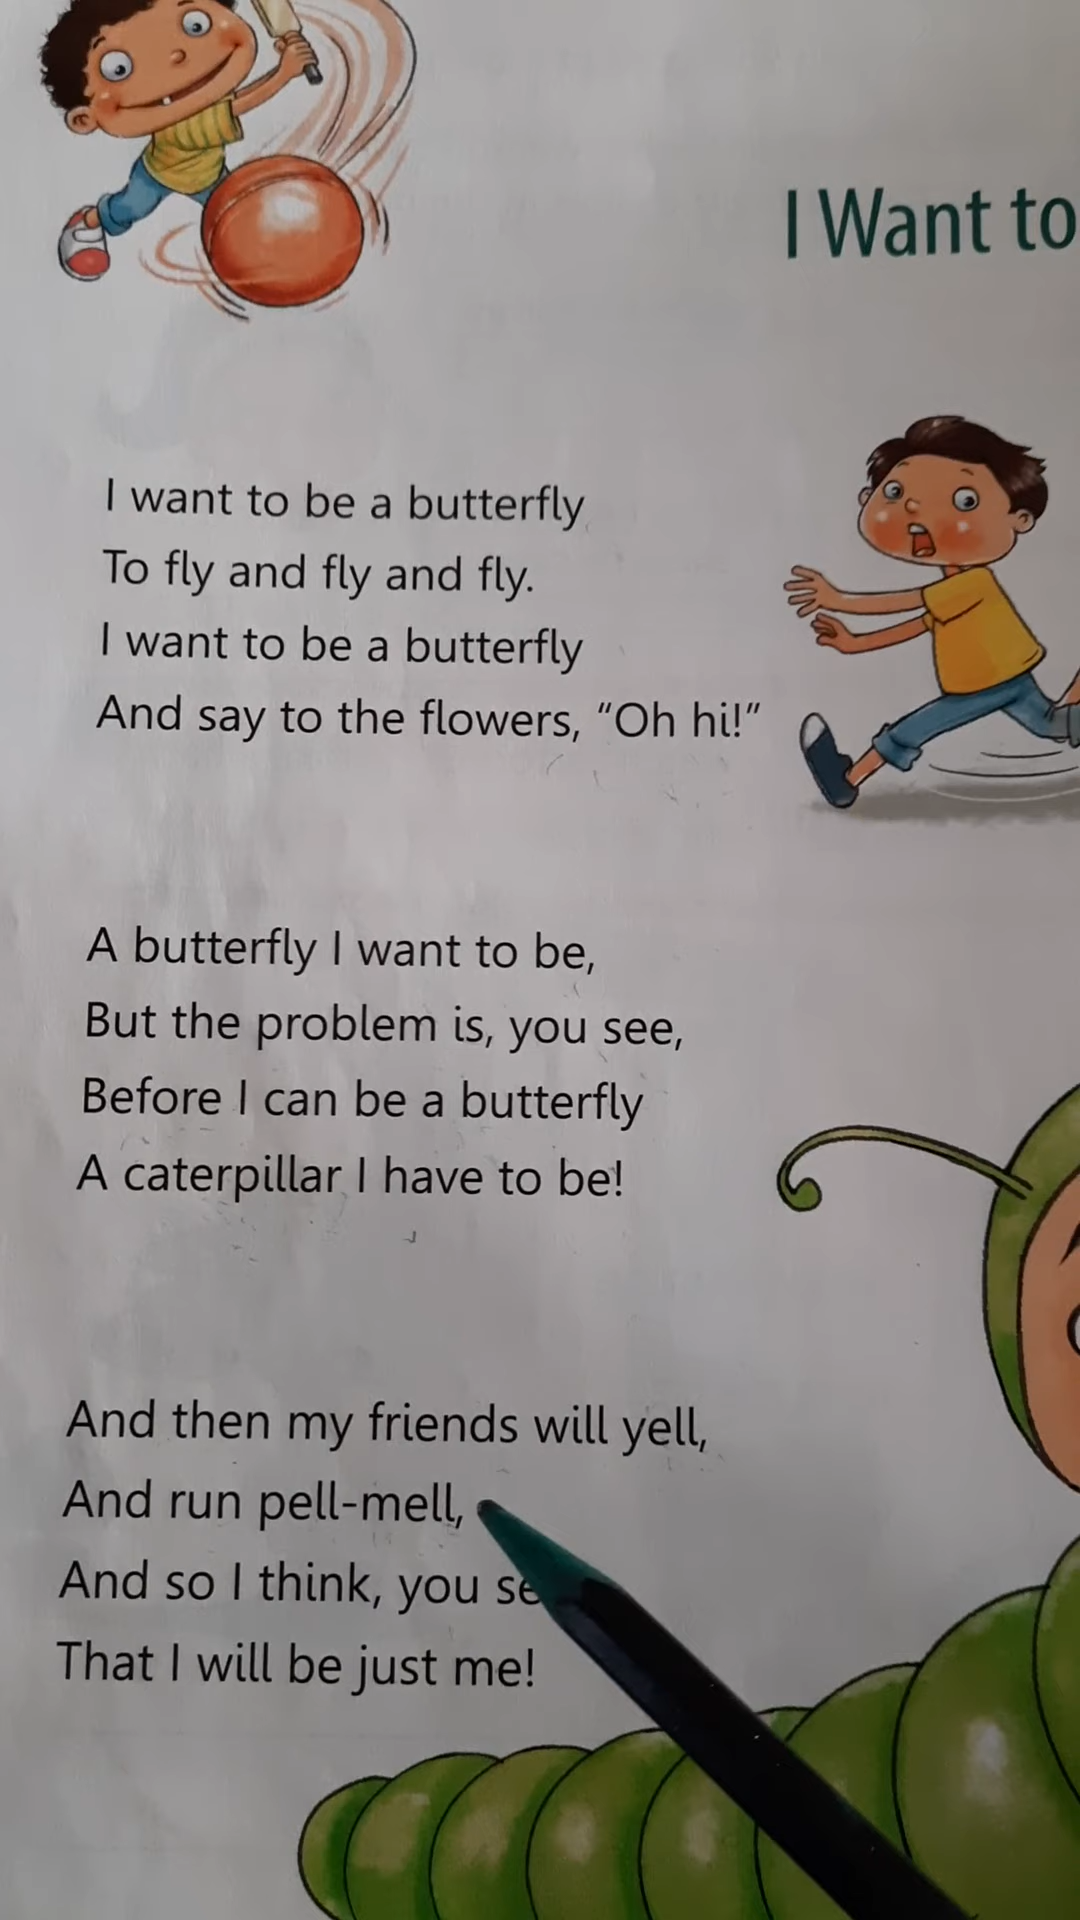 I Want to
I want to be a butterfly
To fly and fly and fly.
I want to be a butterfly
And say to the flowers, “Oh hi!”
A butterfly I want to be,
But the problem is, you see,
Before I can be a butterfly
A caterpillar I have to be!
And then my friends will yell,
And run pell-mell,
And so I think, you
That I will be just me!